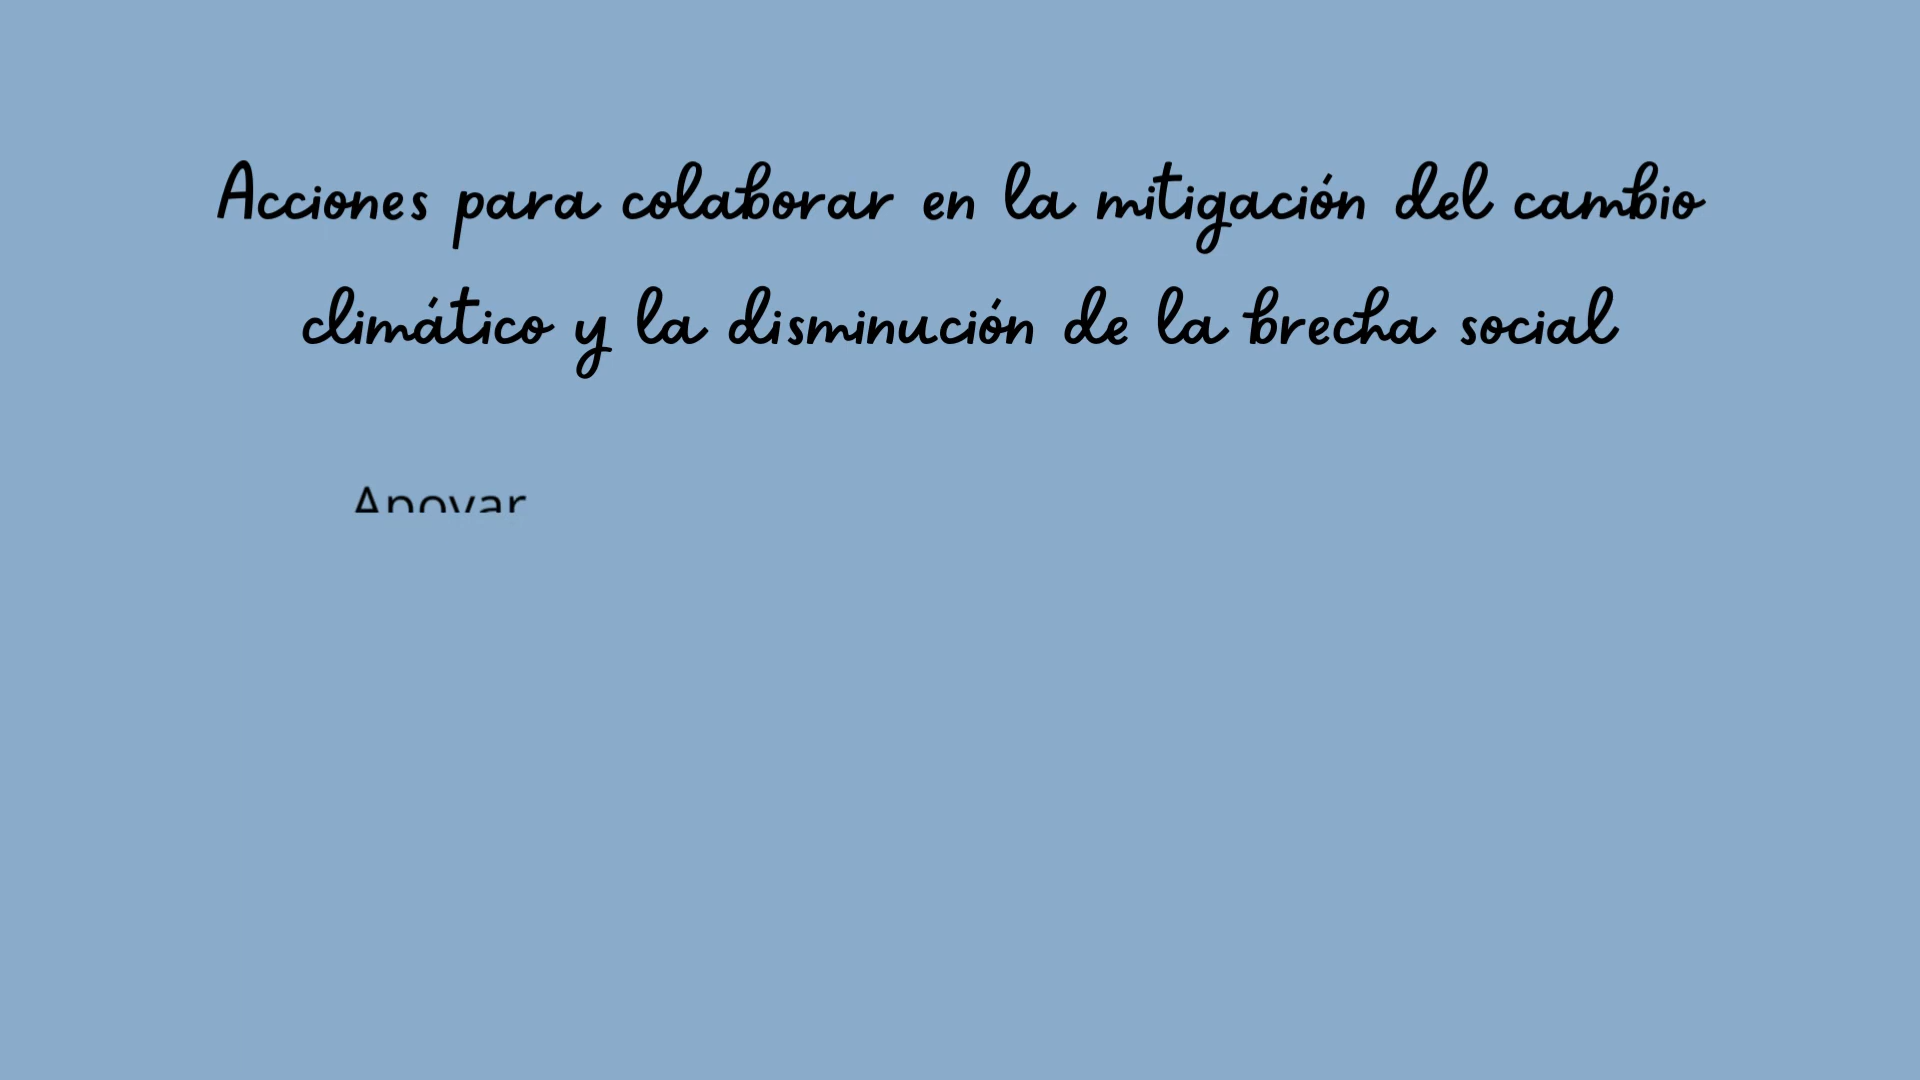 Acciones para colaborar en la mitigación del cambio
climático y la disminución de la brecha social
Apoyar